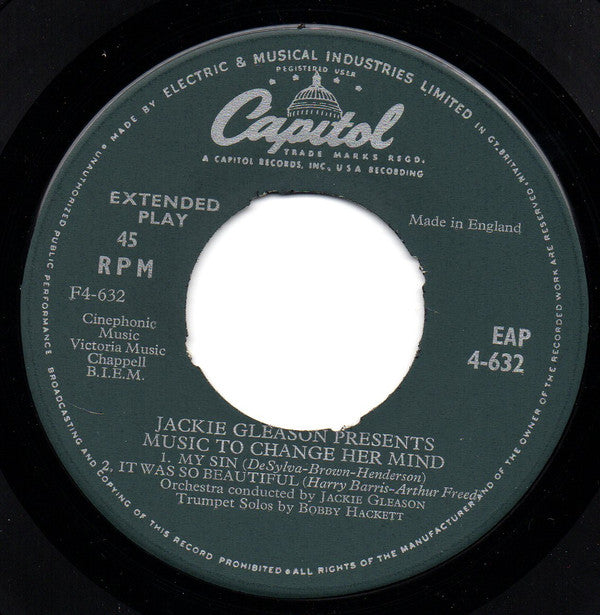 MADE BY ELECTRIC & MUSICAL INDUSTRIES LIMITED IN GT. BRITAIN. • ALL RIGHTS OF THE MANUFACTURER AND OF THE OWNER OF THE RECORDED WORK ARE RESERVED • UNAUTHORIZED PUBLIC PERFORMANCE BROADCASTING AND COPYING OF THIS RECORD PROHIBITED •
REGISTERED USER
Capitol
TRADE MARKS REGD.
A CAPITOL RECORDS, INC., U S A RECORDING
EXTENDED
PLAY
45
RPM
Made in England
F4-632
Cinephonic
Music
Victoria Music
Chappell
B.I.E.M.
EAP
4-632
JACKIE GLEASON PRESENTS
MUSIC TO CHANGE HER MIND
1. MY SIN (DeSylva-Brown-Henderson)
2. IT WAS SO BEAUTIFUL (Harry Barris-Arthur Freed)
Orchestra conducted by JACKIE GLEASON
Trumpet Solos by BOBBY HACKETT